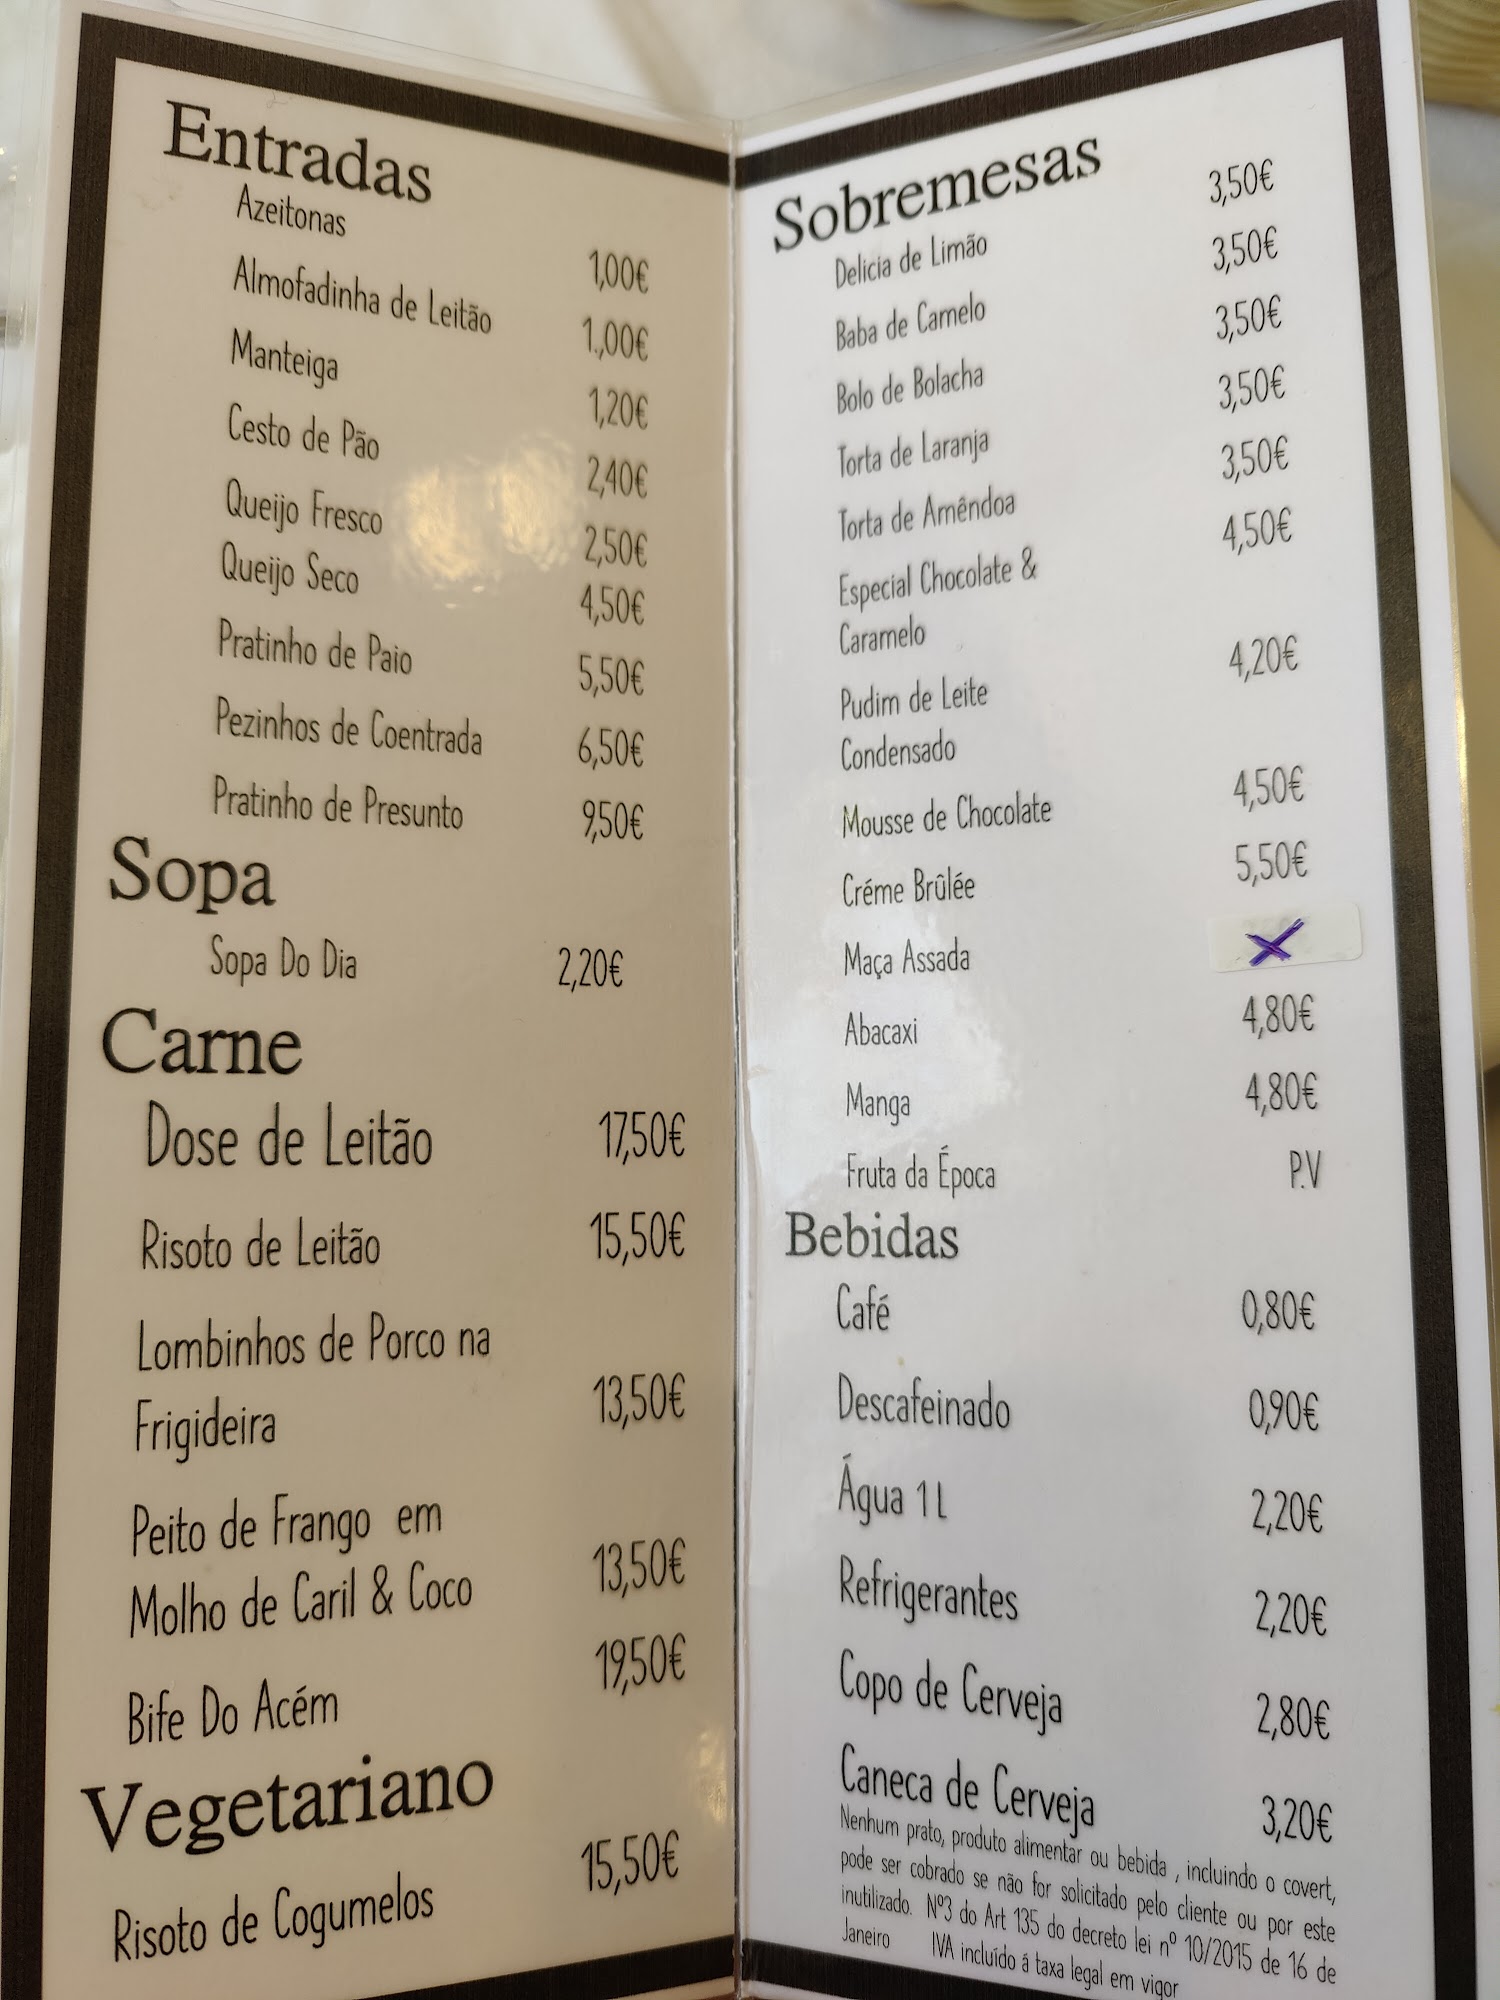 Entradas
Azeitonas 1,00€
Almofadinha de Leitão 1.,00€
Manteiga 1,20€
Cesto de Pão 2,40€
Queijo Fresco 2,50€
Queijo Seco 4,50€
Pratinho de Paio 5,50€
Pezinhos de Coentrada 6,50€
Pratinho de Presunto 9,50€
Sopa
Sopa Do Dia 2,20€
Carne
Dose de Leitão 17,50€
Risoto de Leitão 15,50€
Lombinhos de Porco na
Frigideira 13,50€
Peito de Frango em
Molho de Caril & Coco 13,50€
Bife Do Acém 19,50€
Vegetariano
Risoto de Cogumelos 15,50€
Sobremesas
Delicia de Limão 3,50€
Baba de Camelo 3,50€
Bolo de Bolacha 3,50€
Torta de Laranja 3,50€
Torta de Amêndoa 3,50€
Especial Chocolate & 4,50€
Caramelo
Pudim de Leite 4,20€
Condensado
Mousse de Chocolate 4,50€
Créme Brûlée 5,50€
Maça Assada X
Abacaxi 4,80€
Manga 4,80€
Fruta da Época P.V
Bebidas
Café 0,80€
Descafeinado 0,90€
Água 1 L 2,20€
Refrigerantes 2,20€
Copo de Cerveja 2,80€
Caneca de Cerveja 3,20€
Nenhum prato, produto alimentar ou bebida , incluindo o covert,
pode ser cobrado se não for solicitado pelo cliente ou por este
inutilizado. Nº3 do Art 135 do decreto lei nº 10/2015 de 16 de
Janeiro IVA incluído á taxa legal em vigor